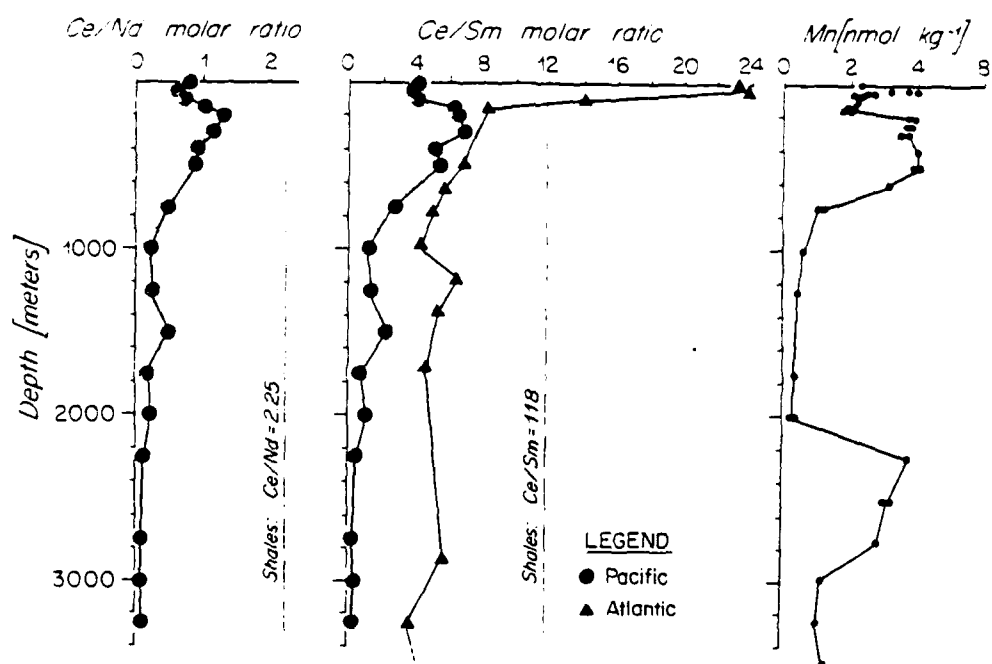 Ce/Nd molar ratio
Ce/Sm molar ratio
Mn[nmol kg⁻¹]
0 1 2
0 4 8 12 16 20 24
0 2 4 8
Depth [meters]
1000
2000
3000
Shales: Ce/Nd = 2.25
Shales: Ce/Sm = 11.8
LEGEND
Pacific
Atlantic